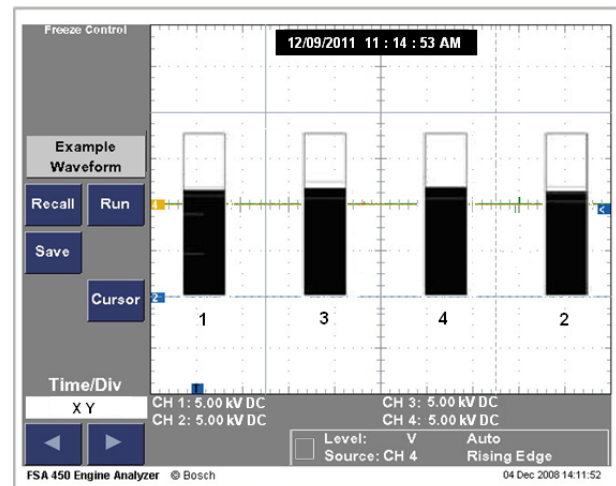 Freeze Control
12/09/2011 11 : 14 : 53 AM
Example
Waveform
Recall Run
Save
Cursor
4
2
1 3 4 2
T
Time/Div
X Y
CH 1: 5.00 kV DC CH 3: 5.00 kV DC
CH 2: 5.00 kV DC CH 4: 5.00 kV DC
Level: V Auto
Source: CH 4 Rising Edge
FSA 450 Engine Analyzer © Bosch 04 Dec 2008 14:11:52